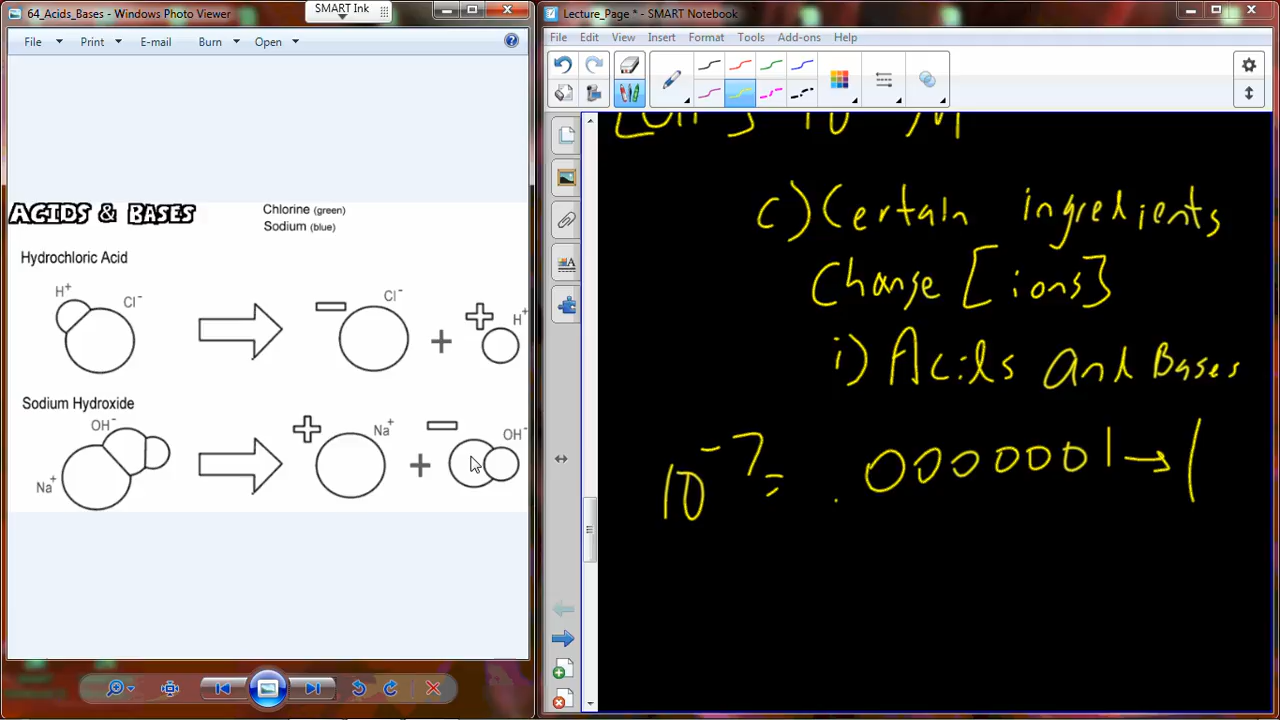 64_Acids_Bases - Windows Photo Viewer
SMART Ink
File Print E-mail Burn Open
ACIDS & BASES
Chlorine (green)
Sodium (blue)
Hydrochloric Acid
H+
Cl-
Cl-
+
H+
Sodium Hydroxide
OH-
Na+
Na+
+
OH-
Lecture_Page * - SMART Notebook
File Edit View Insert Format Tools Add-ons Help
c) Certain ingredients
Change [ions]
i) Acids and Bases
10-7 = .0000001→1